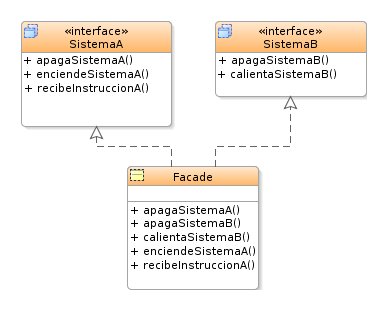 «interface»
SistemaA
+ apagaSistemaA()
+ enciendeSistemaA()
+ recibeInstruccionA()
«interface»
SistemaB
+ apagaSistemaB()
+ calientaSistemaB()
Facade
+ apagaSistemaA()
+ apagaSistemaB()
+ calientaSistemaB()
+ enciendeSistemaA()
+ recibeInstruccionA()